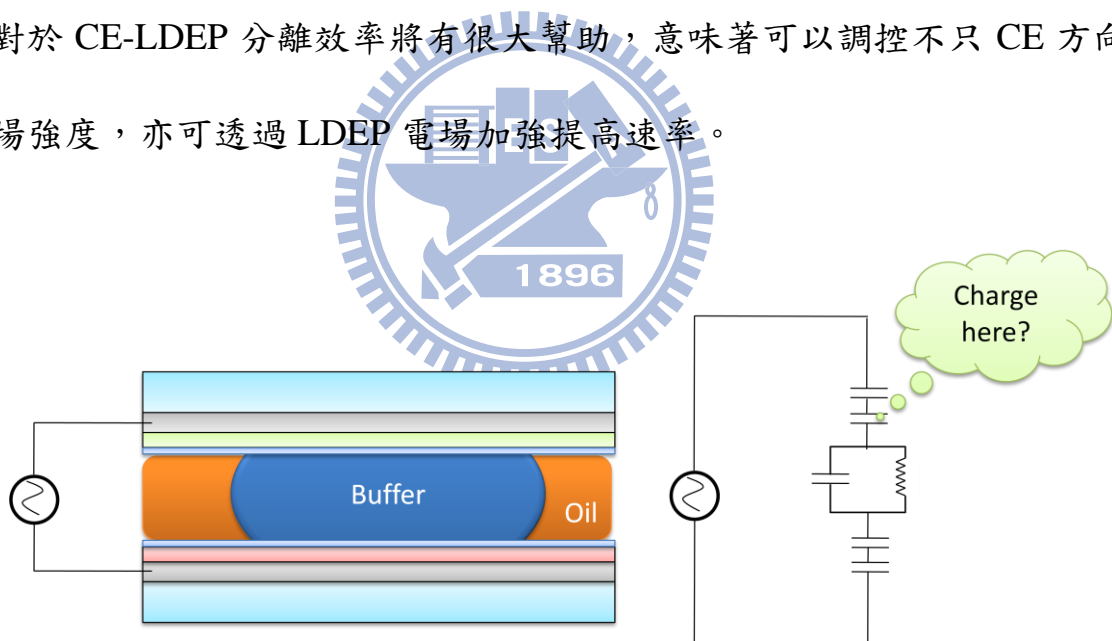 對於 CE-LDEP 分離效率將有很大幫助，意味著可以調控不只 CE 方向
場強度，亦可透過 LDEP 電場加強提高速率。
ES
1896
Charge
here?
Buffer
Oil